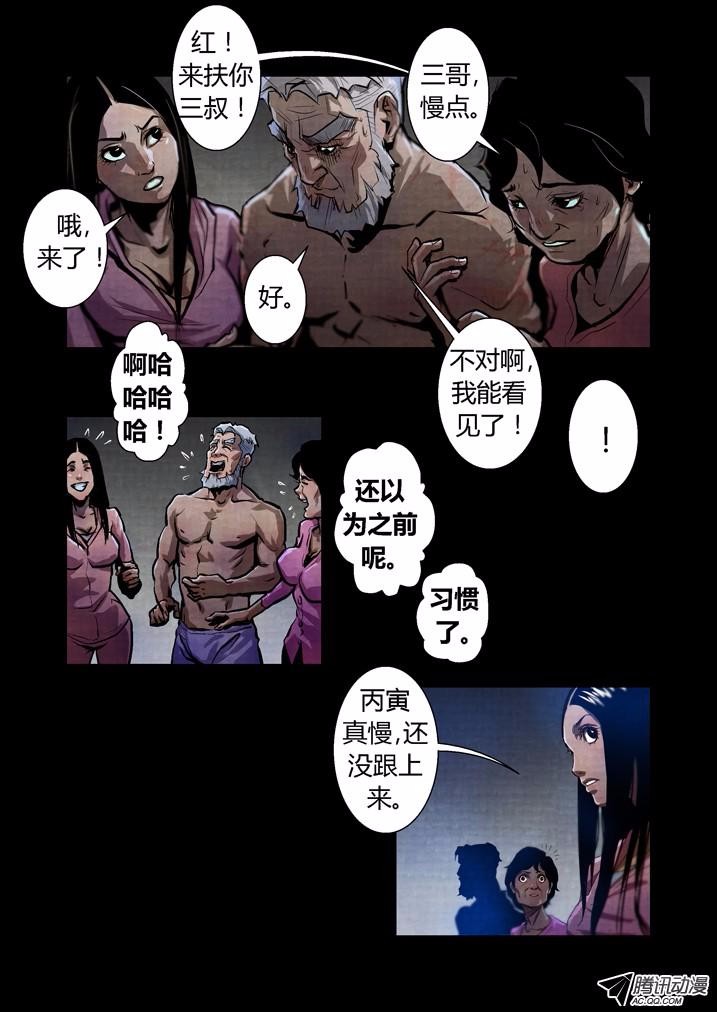 红！
来扶你
三叔！
三哥，
慢点。
哦，
来了！
好。
不对啊，
我能看
见了！
！
啊哈
哈哈
哈！
还以
为之前
呢。
习惯
了。
丙寅
真慢，还
没跟上
来。
腾讯动漫
AC.QQ.COM